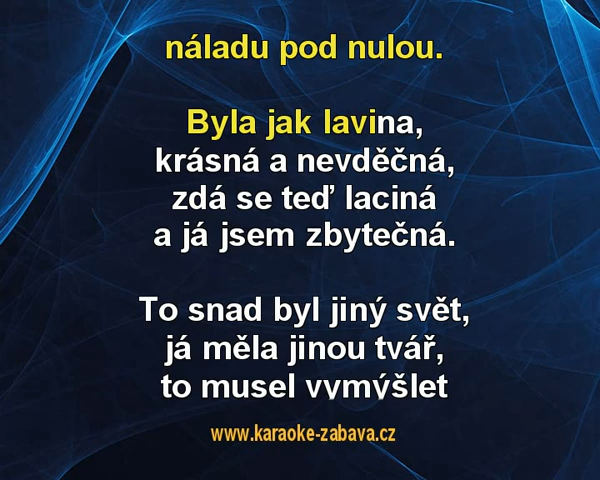 náladu pod nulou.
Byla jak lavina,
krásná a nevděčná,
zdá se teď laciná
a já jsem zbytečná.
To snad byl jiný svět,
já měla jinou tvář,
to musel vymýšlet
www.karaoke-zabava.cz